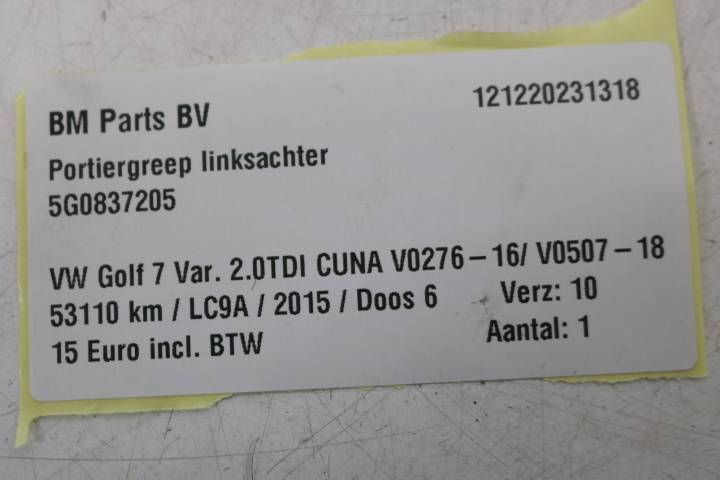 BM Parts BV 121220231318
Portiergreep linksachter
5G0837205
VW Golf 7 Var. 2.0TDI CUNA V0276-16/ V0507-18
53110 km / LC9A / 2015 / Doos 6 Verz: 10
15 Euro incl. BTW Aantal: 1